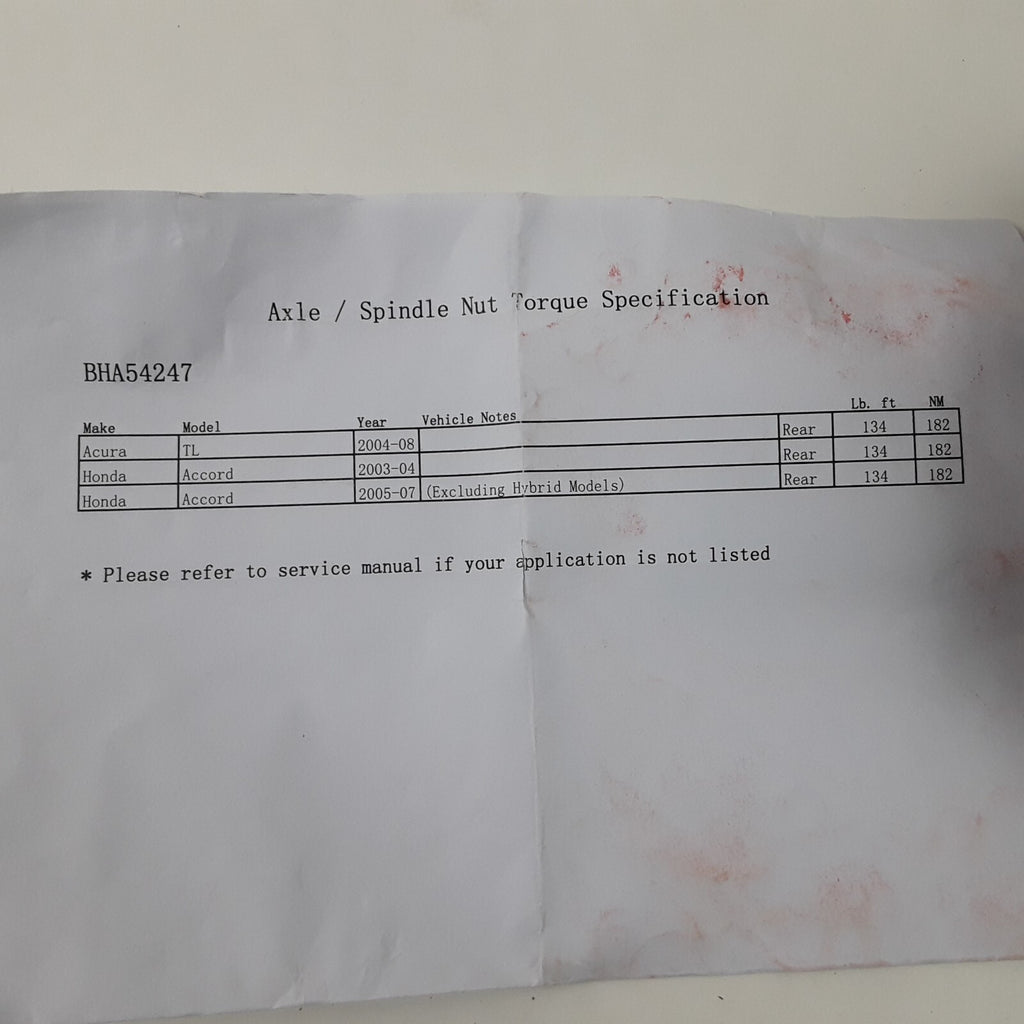 Axle / Spindle Nut Torque Specification
BHA54247
Make Model Year Vehicle Notes Lb. ft NM
Acura TL 2004-08 Rear 134 182
Honda Accord 2003-04 Rear 134 182
Honda Accord 2005-07 (Excluding Hybrid Models) Rear 134 182
* Please refer to service manual if your application is not listed